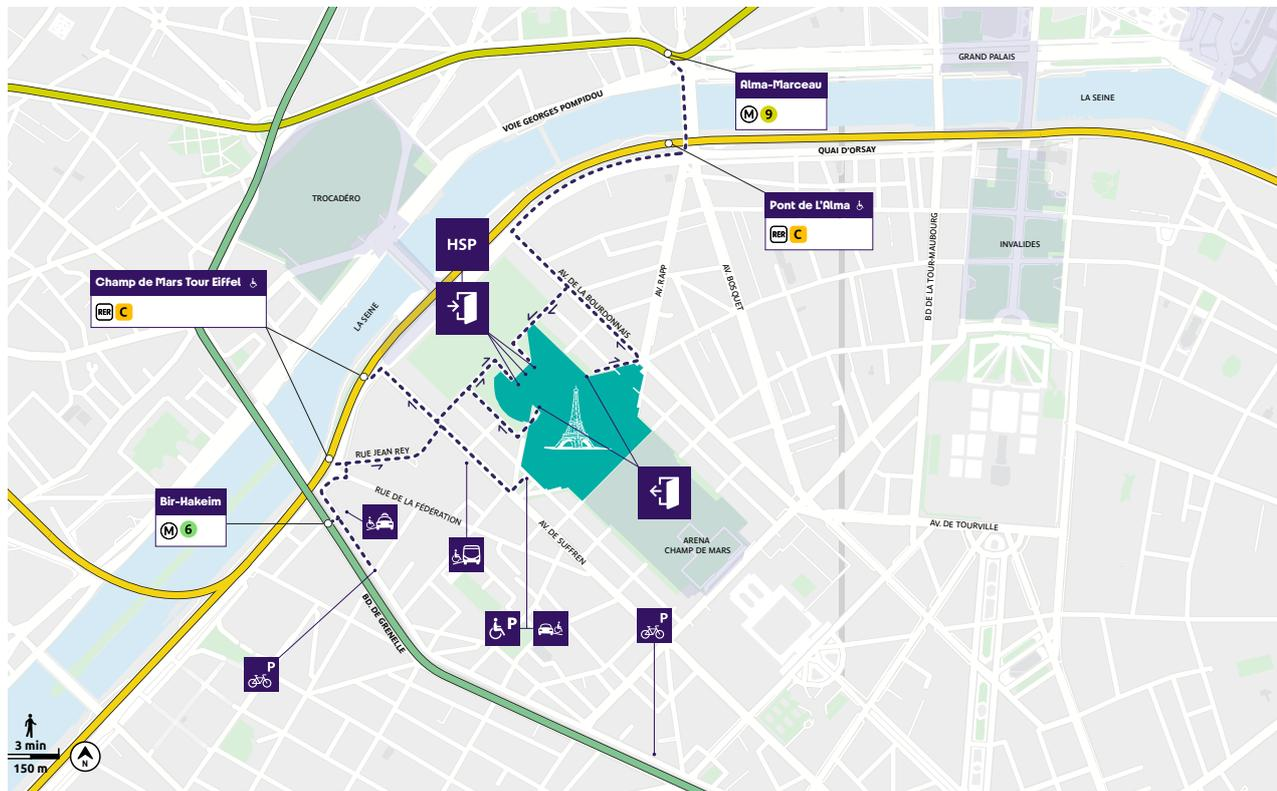 GRAND PALAIS
Alma-Marceau
M 9
LA SEINE
VOIE GEORGES POMPIDOU
QUAI D'ORSAY
TROCADÉRO
Pont de L'Alma
RER C
HSP
INVALIDES
BD DE LA TOUR-MAUBOURG
AV. RAPP
AV. BOSQUET
AV. DE LA BOURDONNAIS
Champ de Mars Tour Eiffel
RER C
LA SEINE
RUE JEAN REY
RUE DE LA FÉDÉRATION
Bir-Hakeim
M 6
AV. DE SUFFREN
AV. DE TOURVILLE
ARENA
CHAMP DE MARS
BD. DE GRENELLE
P
P
P
3 min
150 m
N